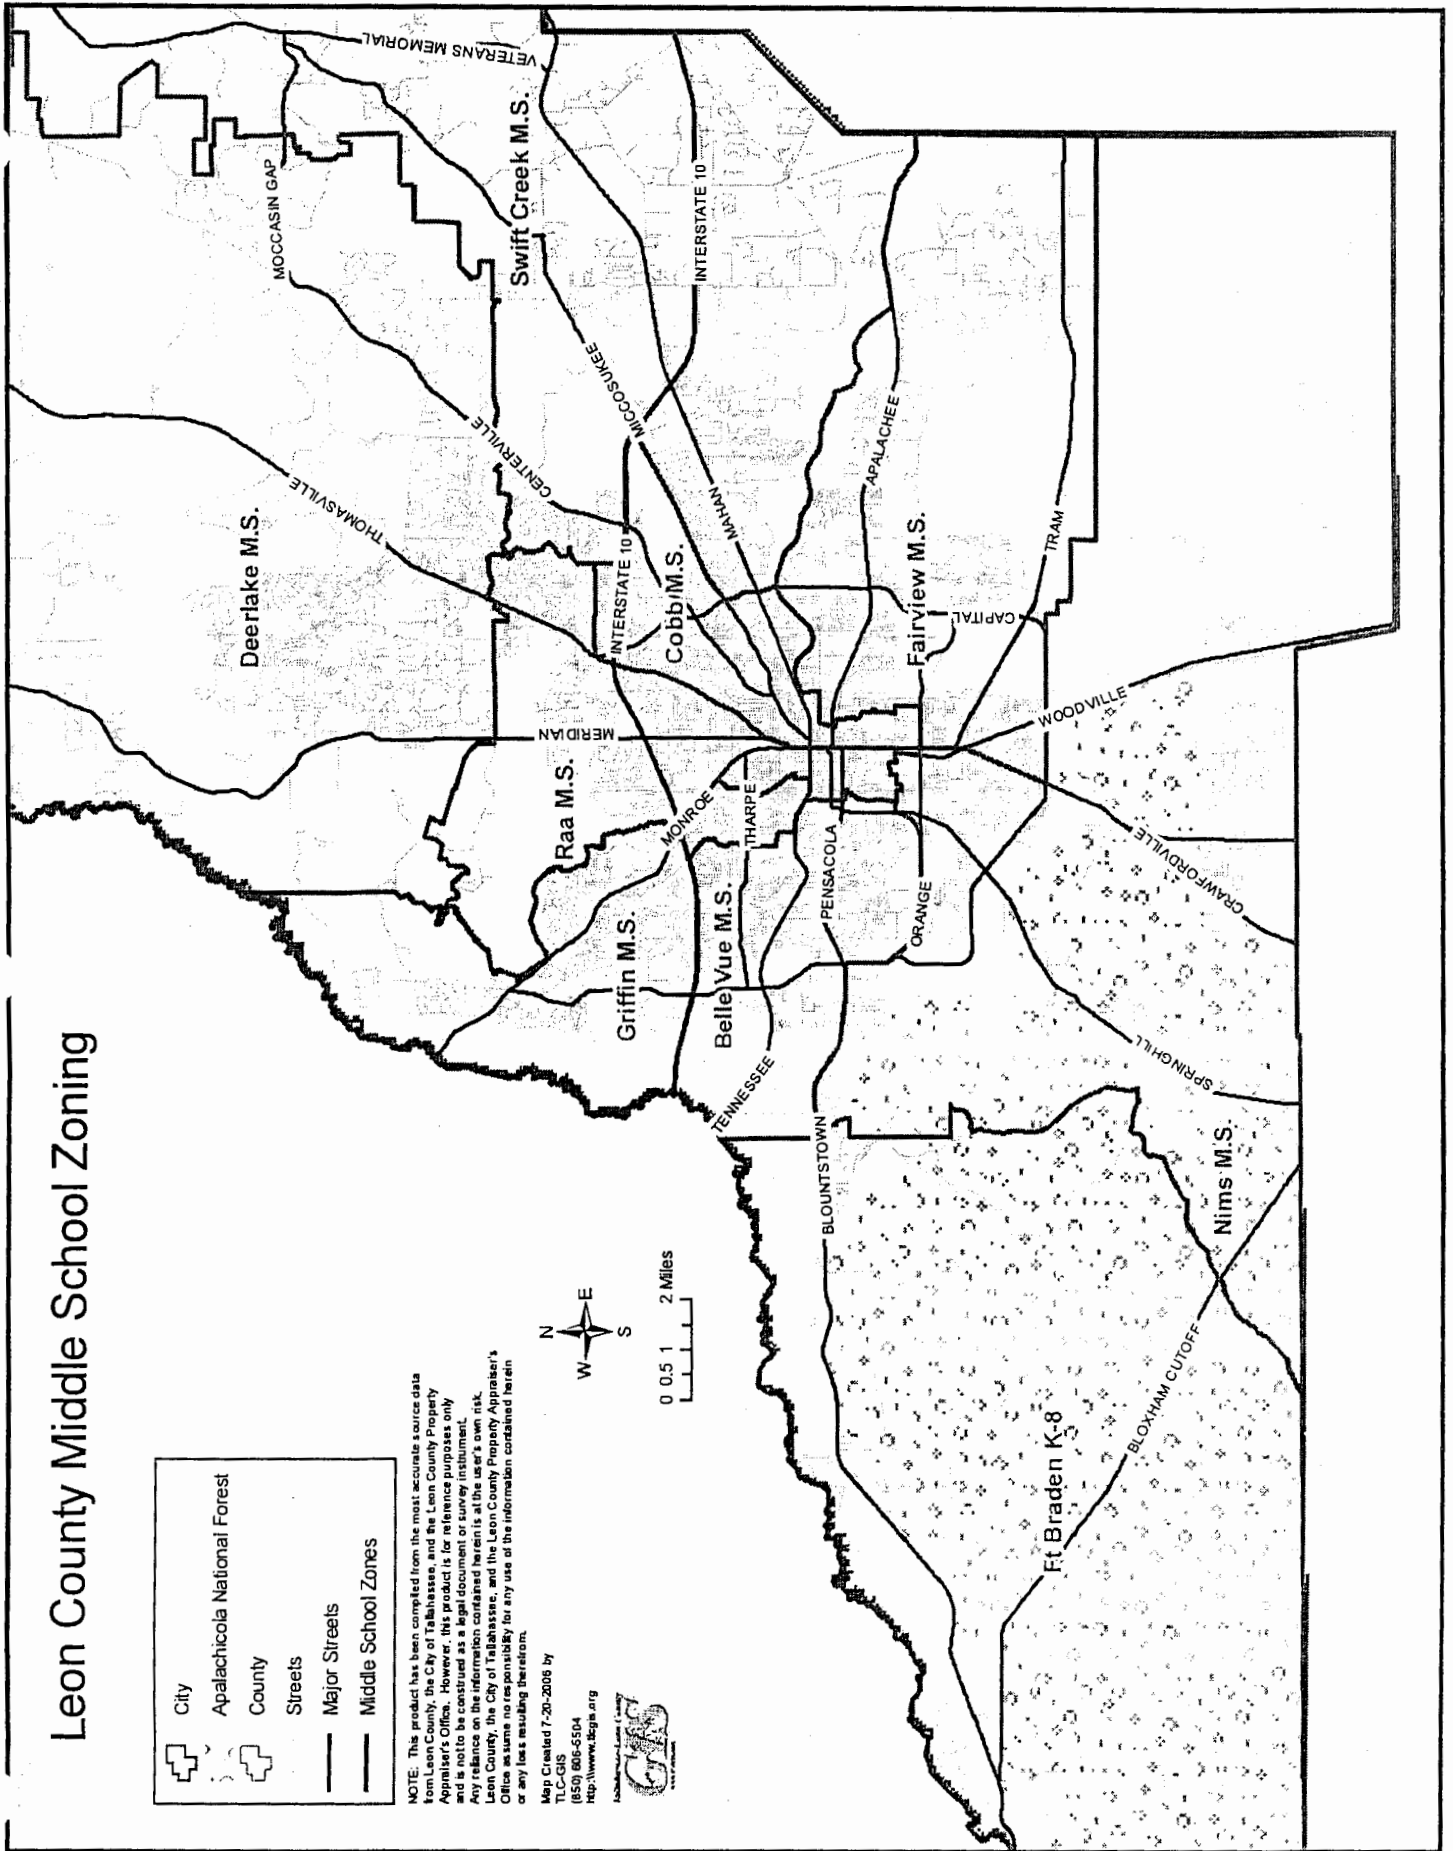 Leon County Middle School Zoning
City
Apalachicola National Forest
County
Streets
Major Streets
Middle School Zones
NOTE: This product has been compiled from the most accurate source data
from Leon County, the City of Tallahassee, and the Leon County Property
Appraiser's Office. However, this product is for reference purposes only
and is not to be construed as a legal document or survey instrument.
Any reliance on the information contained herein is at the user's own risk.
Leon County, the City of Tallahassee, and the Leon County Property Appraiser's
Office assume no responsibility for any use of the information contained herein
or any loss resulting therefrom.
Map Created 7-20-2006 by
TLC-GIS
(850) 606-5504
http://www.tlcgis.org
GIS
N
W
E
S
0 0.5 1 2 Miles
Deerlake M.S.
Swift Creek M.S.
Raa M.S.
Cobb M.S.
Griffin M.S.
Belle Vue M.S.
Fairview M.S.
Nims M.S.
Ft Braden K-8
VETERANS MEMORIAL
MOCCASIN GAP
THOMASVILLE
CENTERVILLE
MICCOSUKEE
INTERSTATE 10
INTERSTATE 10
MERIDIAN
MAHAN
MONROE
THARPE
APALACHEE
TENNESSEE
PENSACOLA
ORANGE
CAPITAL
TRAM
WOODVILLE
CRAWFORDVILLE
SPRINGHILL
BLOUNTSTOWN
BLOXHAM CUTOFF